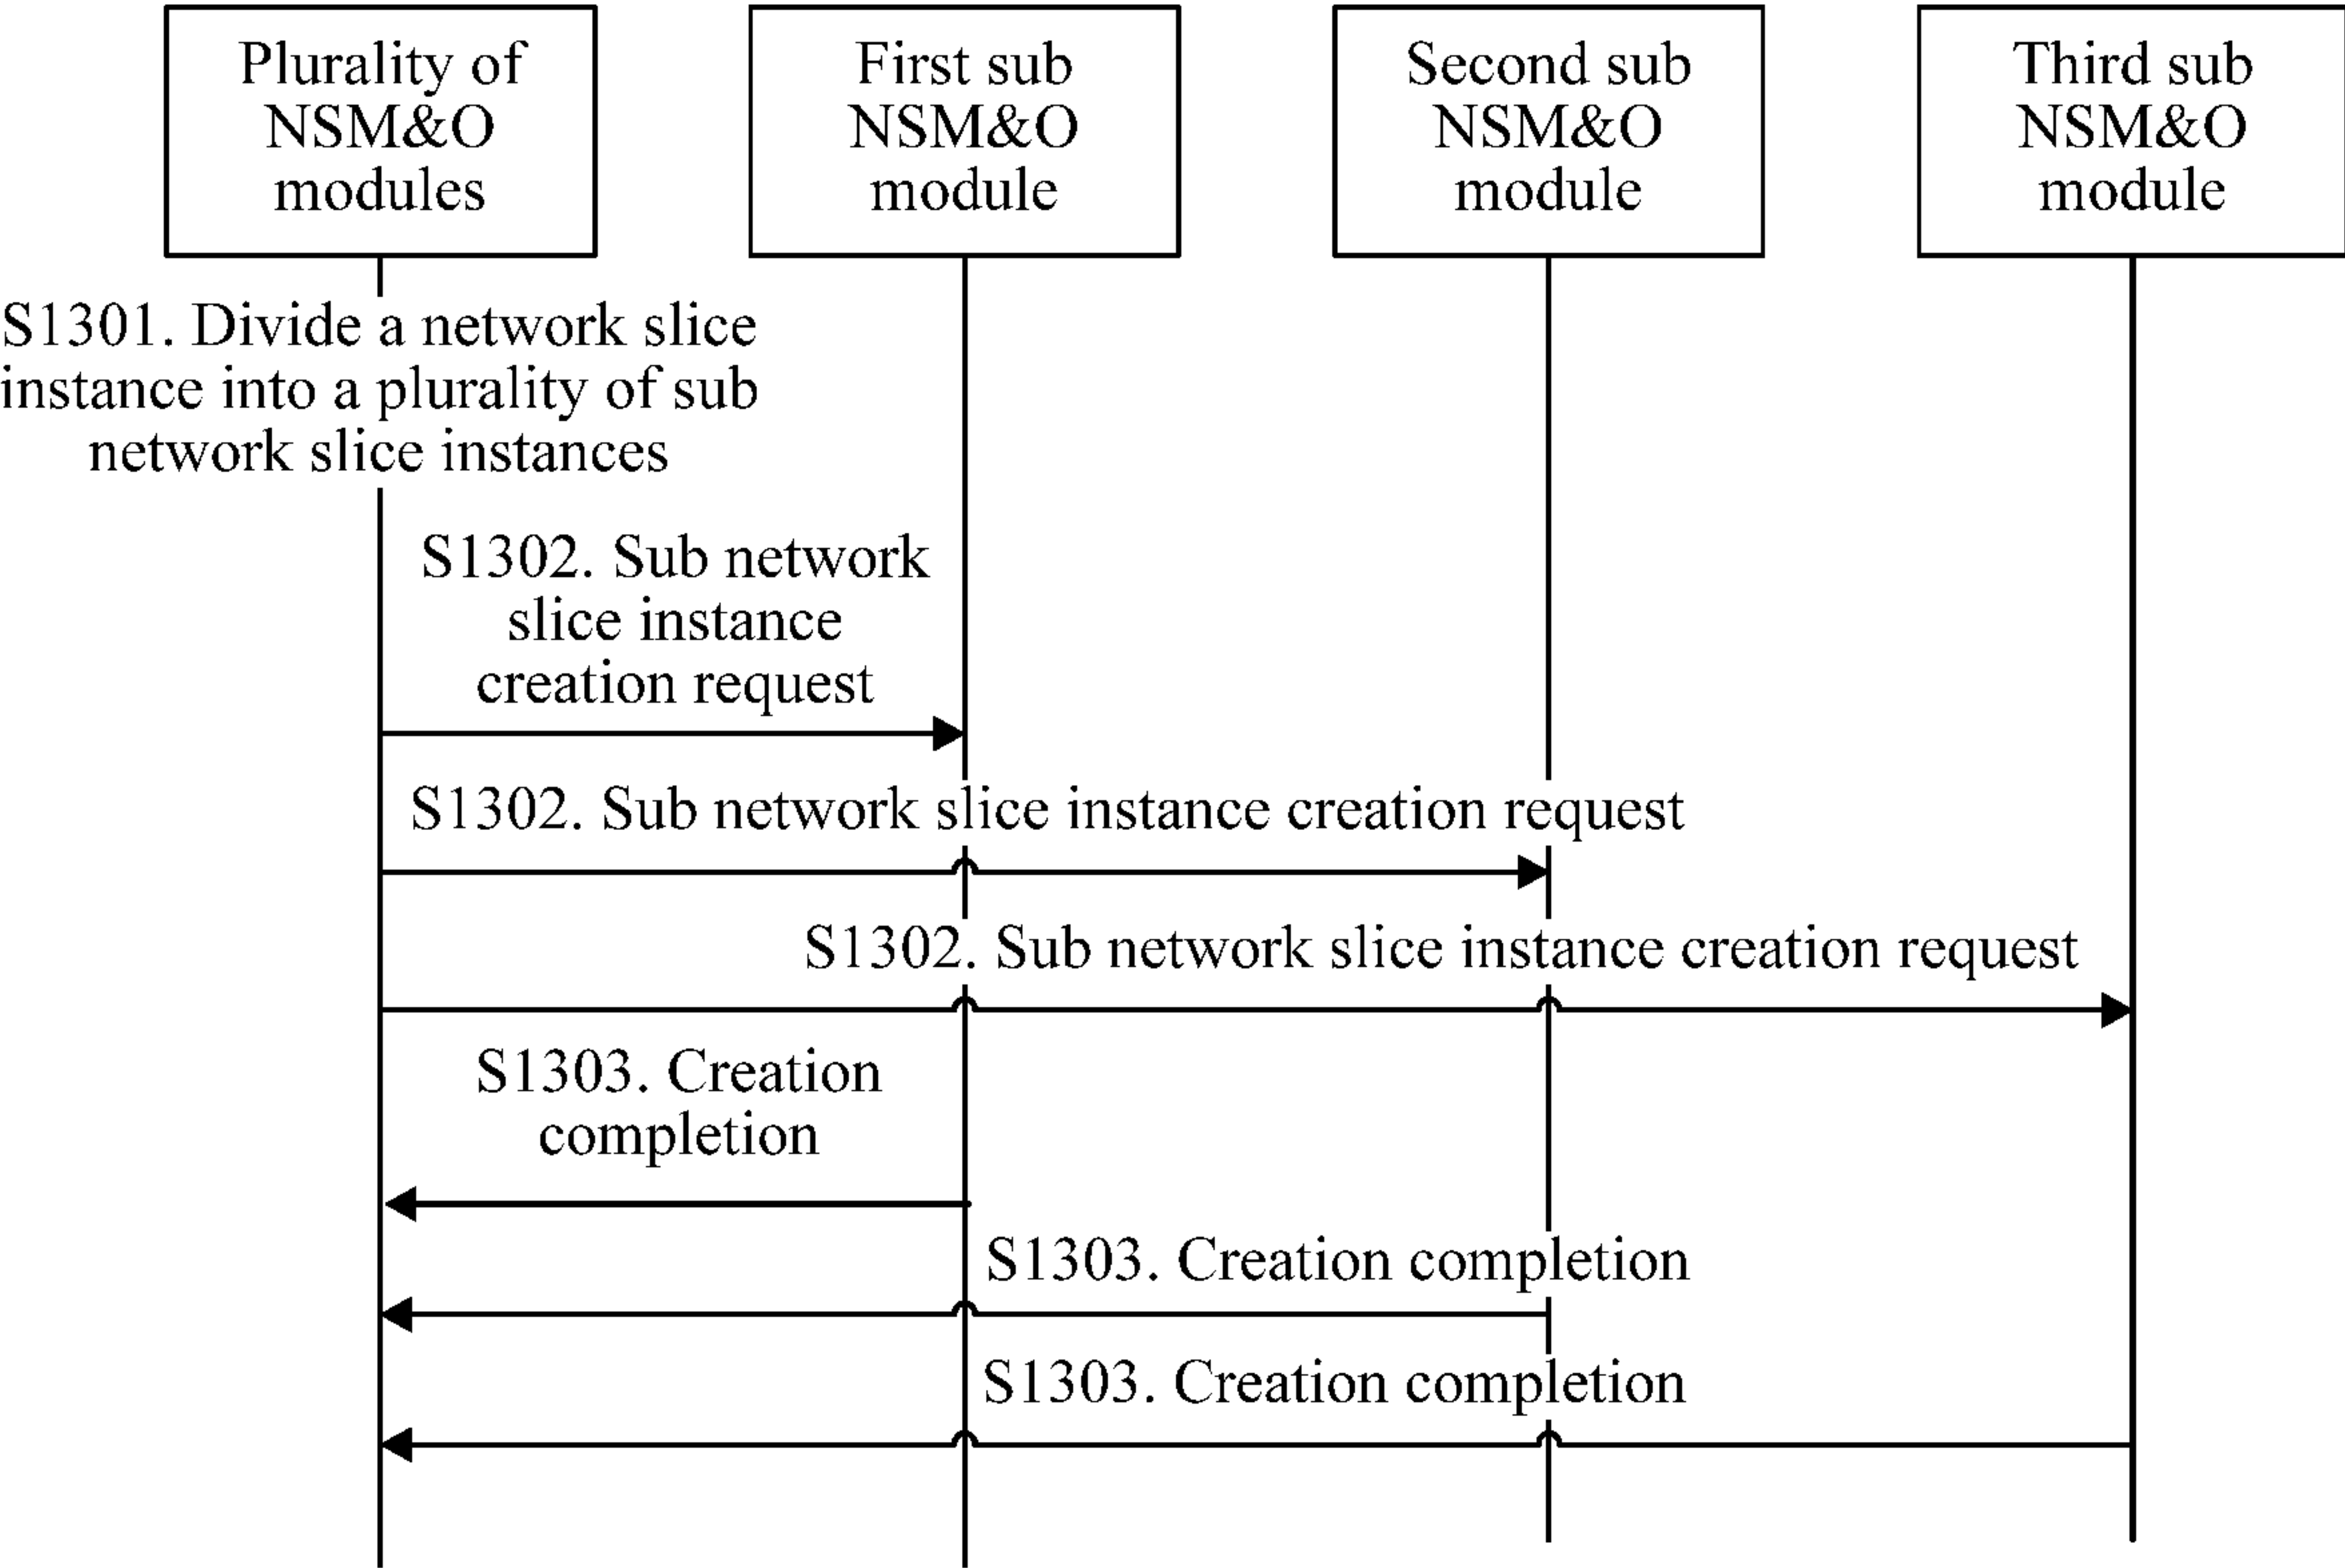 Plurality of
NSM&O
modules
First sub
NSM&O
module
Second sub
NSM&O
module
Third sub
NSM&O
module
S1301. Divide a network slice
instance into a plurality of sub
network slice instances
S1302. Sub network
slice instance
creation request
S1302. Sub network slice instance creation request
S1302. Sub network slice instance creation request
S1303. Creation
completion
S1303. Creation completion
S1303. Creation completion